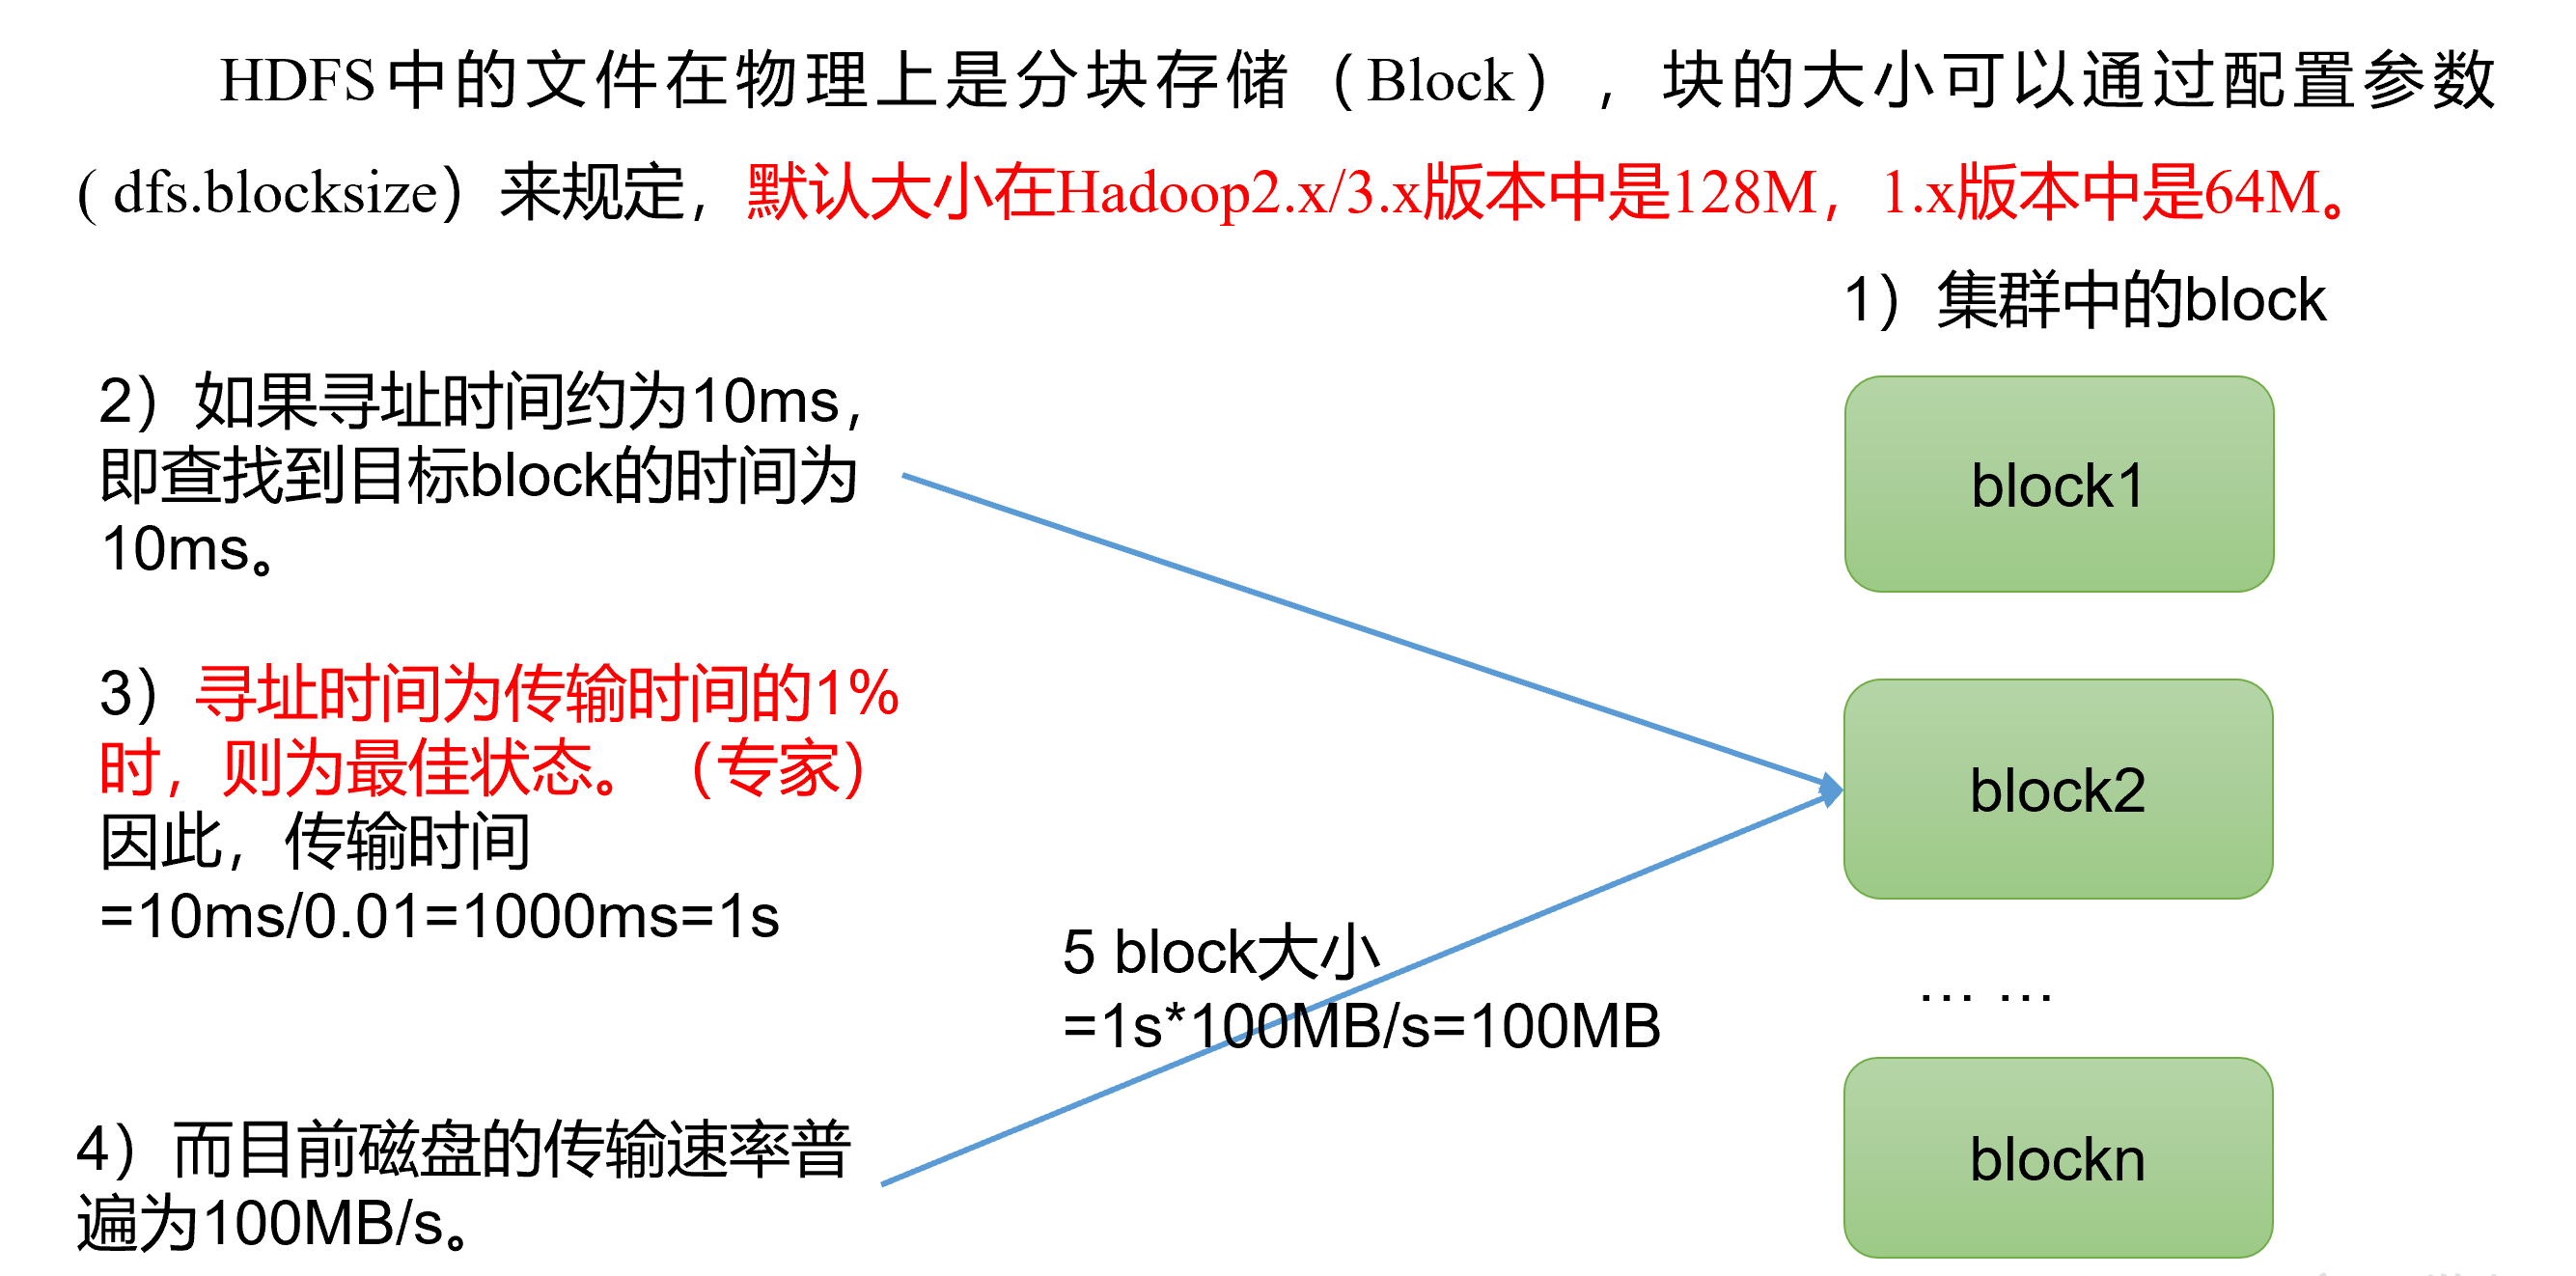 HDFS中的文件在物理上是分块存储（Block），块的大小可以通过配置参数
( dfs.blocksize）来规定，默认大小在Hadoop2.x/3.x版本中是128M，1.x版本中是64M。
1）集群中的block
2）如果寻址时间约为10ms，
即查找到目标block的时间为
10ms。
block1
3）寻址时间为传输时间的1%
时，则为最佳状态。（专家）
因此，传输时间
=10ms/0.01=1000ms=1s
block2
5 block大小
=1s*100MB/s=100MB
… …
4）而目前磁盘的传输速率普
遍为100MB/s。
blockn